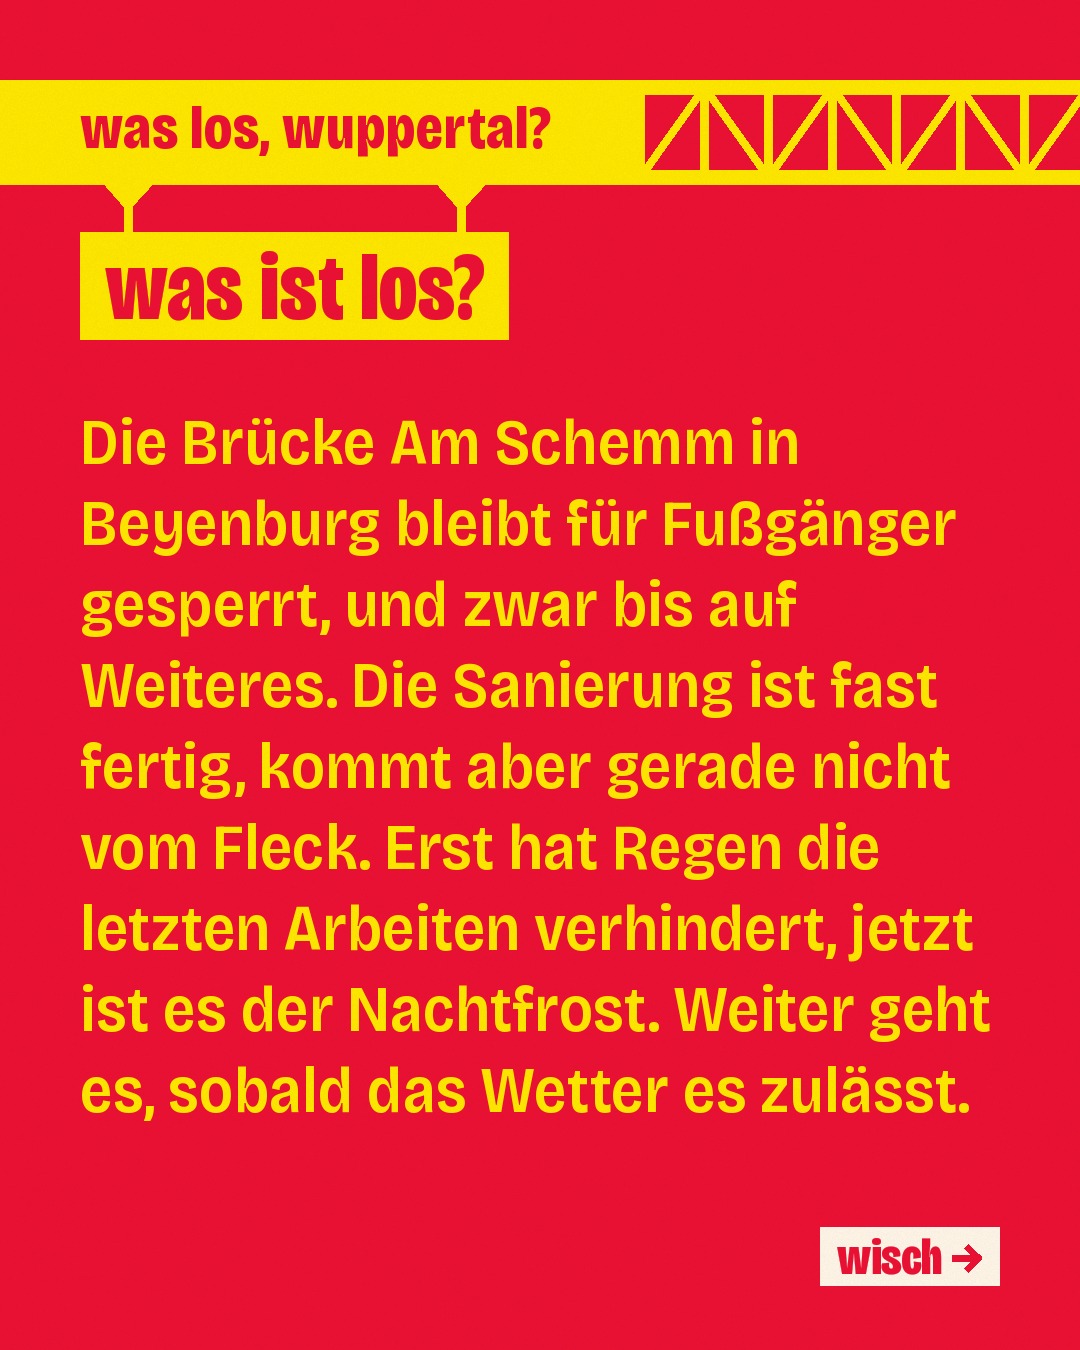 was los, wuppertal?
was ist los?
Die Brücke Am Schemm in
Beyenburg bleibt für Fußgänger
gesperrt, und zwar bis auf
Weiteres. Die Sanierung ist fast
fertig, kommt aber gerade nicht
vom Fleck. Erst hat Regen die
letzten Arbeiten verhindert, jetzt
ist es der Nachtfrost. Weiter geht
es, sobald das Wetter es zulässt.
wisch →